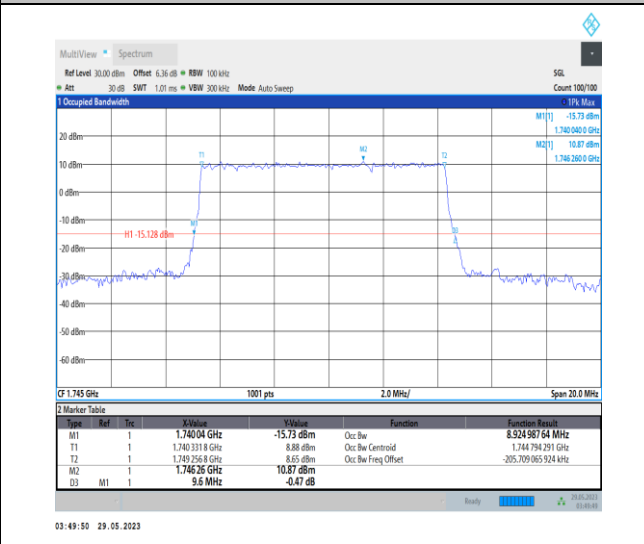 MultiView Spectrum
Ref Level 30.00 dBm Offset 6.36 dB RBW 100 kHz SGL
Att 30 dB SWT 1.01 ms VBW 300 kHz Mode Auto Sweep Count 100/100
1 Occupied Bandwidth 1Pk Max
M1[1] -15.73 dBm
1.740 040 0 GHz
M2[1] 10.87 dBm
1.746 260 0 GHz
20 dBm
T1 M2 T2
10 dBm
0 dBm
-10 dBm
M1
H1 -15.128 dBm
-20 dBm
-30 dBm
-40 dBm
-50 dBm
-60 dBm
CF 1.745 GHz 1001 pts 2.0 MHz/ Span 20.0 MHz
2 Marker Table
Type Ref Trc X-Value Y-Value Function Function Result
M1 1 1.740 04 GHz -15.73 dBm Occ Bw 8.924 987 64 MHz
T1 1 1.740 331 8 GHz 8.88 dBm Occ Bw Centroid 1.744 794 291 GHz
T2 1 1.749 256 8 GHz 8.65 dBm Occ Bw Freq Offset -205.709 065 924 kHz
M2 1 1.746 26 GHz 10.87 dBm
D3 M1 1 9.6 MHz -0.47 dB
Ready 29.05.2023
03:49:49
03:49:50 29.05.2023